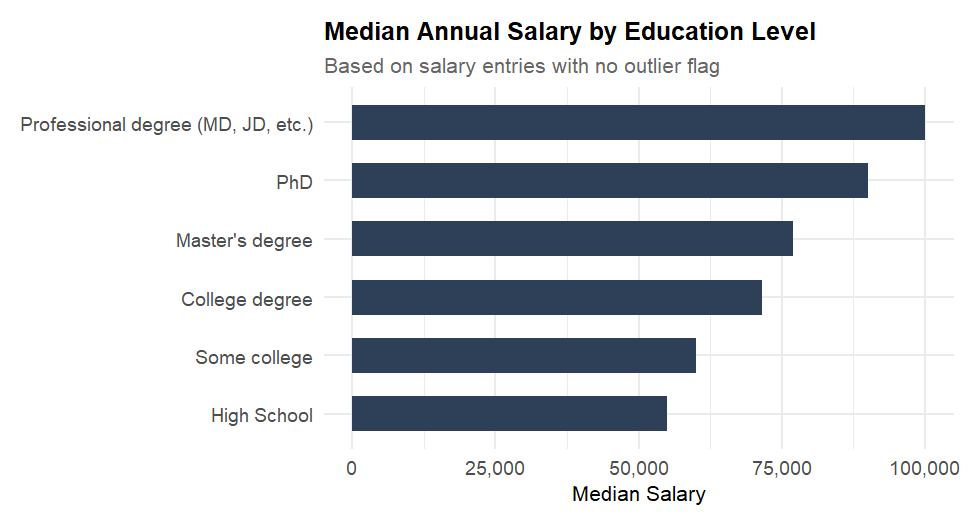 Median Annual Salary by Education Level
Based on salary entries with no outlier flag
Professional degree (MD, JD, etc.)
PhD
Master's degree
College degree
Some college
High School
0 25,000 50,000 75,000 100,000
Median Salary